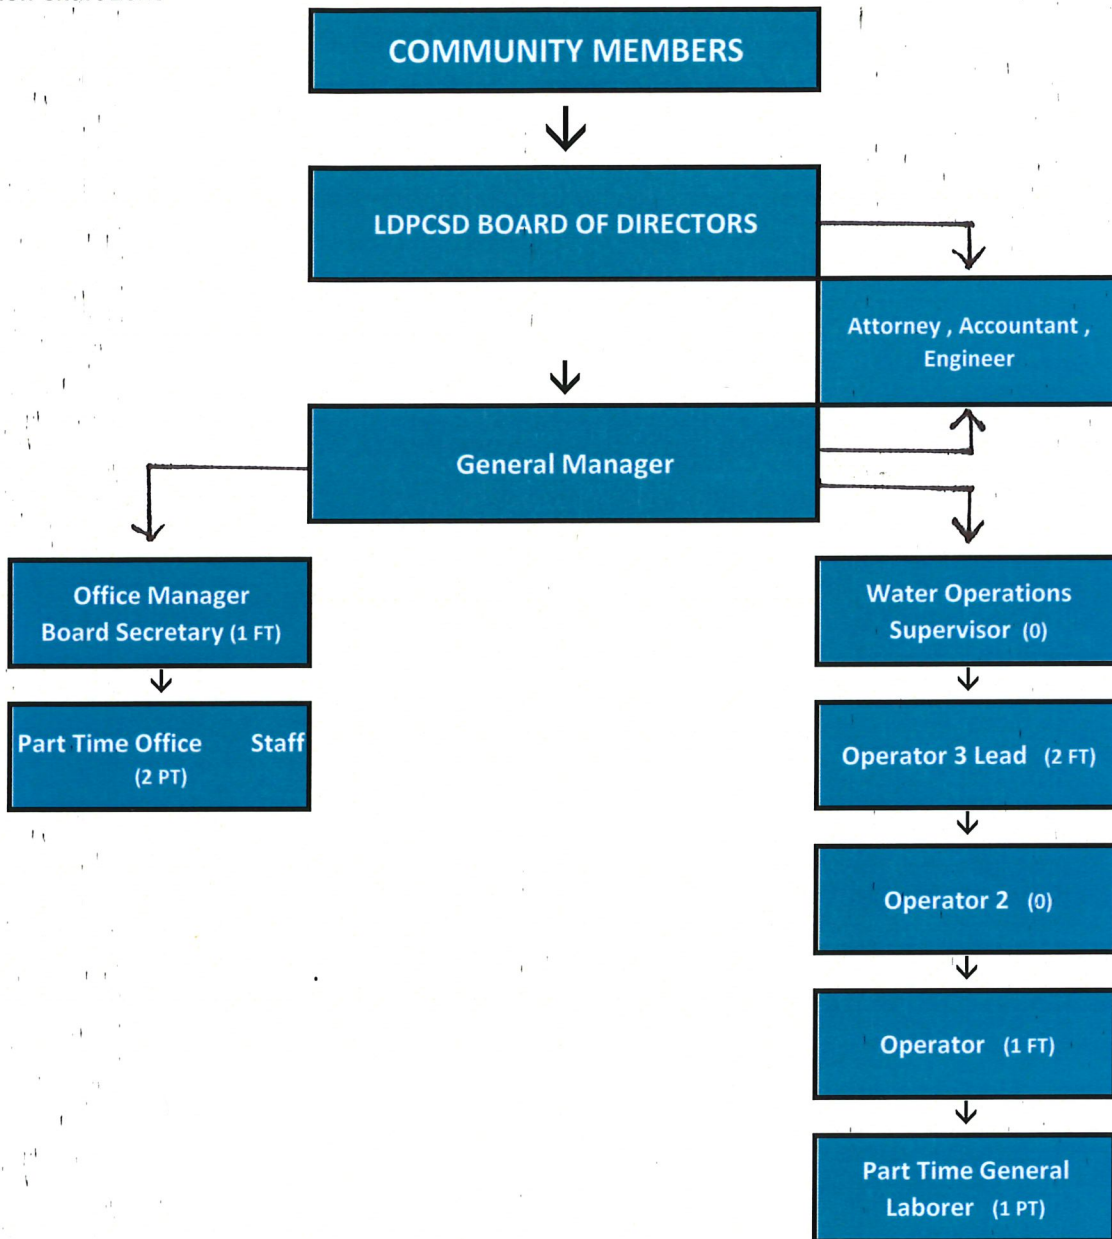 COMMUNITY MEMBERS
LDPCSD BOARD OF DIRECTORS
Attorney , Accountant ,
Engineer
General Manager
Office Manager
Board Secretary (1 FT)
Part Time Office Staff
(2 PT)
Water Operations
Supervisor (0)
Operator 3 Lead (2 FT)
Operator 2 (0)
Operator (1 FT)
Part Time General
Laborer (1 PT)